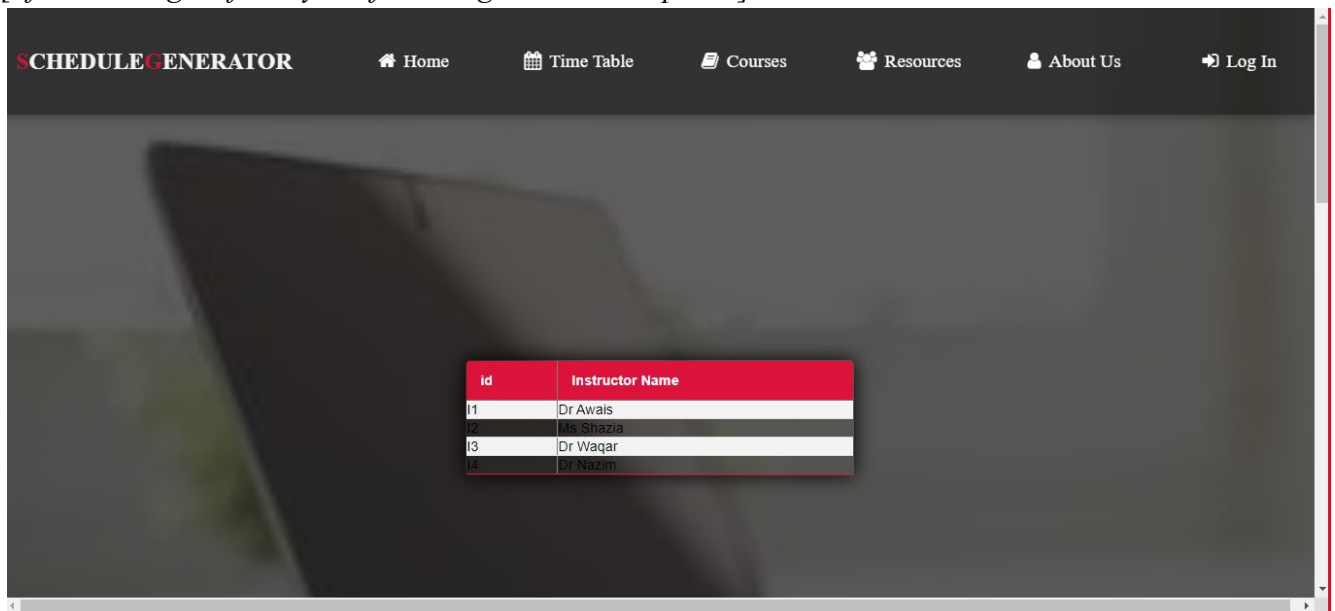 SCHEDULEGENERATOR Home Time Table Courses Resources About Us Log In
id Instructor Name
I1 Dr Awais
I2 Ms Shazia
I3 Dr Waqar
I4 Dr Nazim